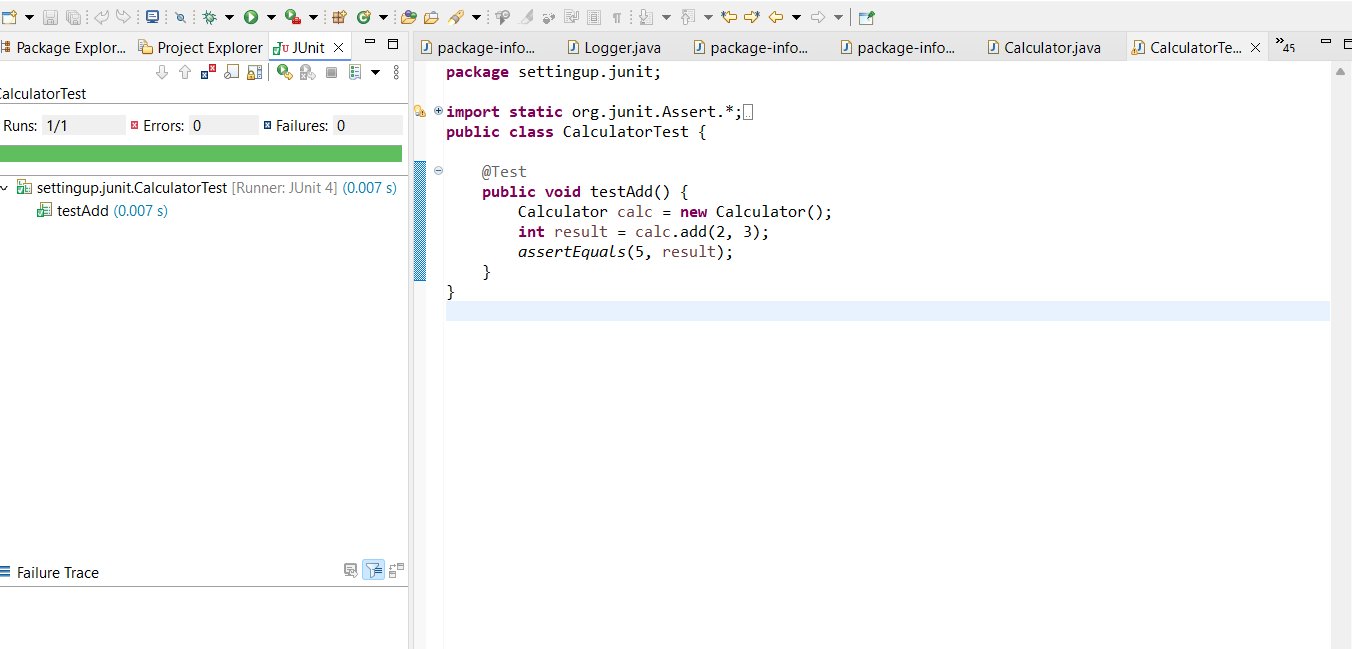 Package Explor...
Project Explorer
JUnit
package-info...
Logger.java
package-info...
package-info...
Calculator.java
CalculatorTe...
45
alculatorTest
Runs: 1/1
Errors: 0
Failures: 0
settingup.junit.CalculatorTest [Runner: JUnit 4] (0.007 s)
testAdd (0.007 s)
Failure Trace
package settingup.junit;
import static org.junit.Assert.*;
public class CalculatorTest {
@Test
public void testAdd() {
Calculator calc = new Calculator();
int result = calc.add(2, 3);
assertEquals(5, result);
}
}